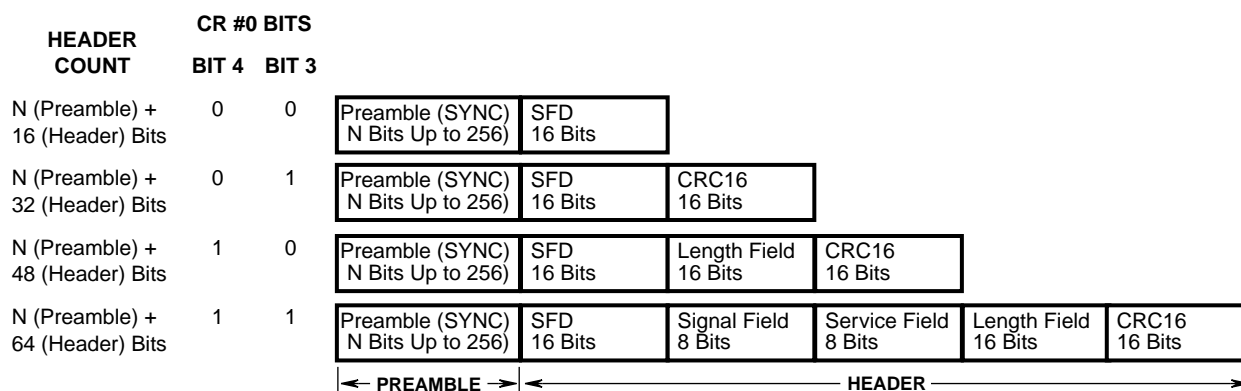 CR #0 BITS
HEADER
COUNT
BIT 4 BIT 3
N (Preamble) + 0 0
16 (Header) Bits
Preamble (SYNC) SFD
N Bits Up to 256) 16 Bits
N (Preamble) + 0 1
32 (Header) Bits
Preamble (SYNC) SFD CRC16
N Bits Up to 256) 16 Bits 16 Bits
N (Preamble) + 1 0
48 (Header) Bits
Preamble (SYNC) SFD Length Field CRC16
N Bits Up to 256) 16 Bits 16 Bits 16 Bits
N (Preamble) + 1 1
64 (Header) Bits
Preamble (SYNC) SFD Signal Field Service Field Length Field CRC16
N Bits Up to 256) 16 Bits 8 Bits 8 Bits 16 Bits 16 Bits
PREAMBLE HEADER